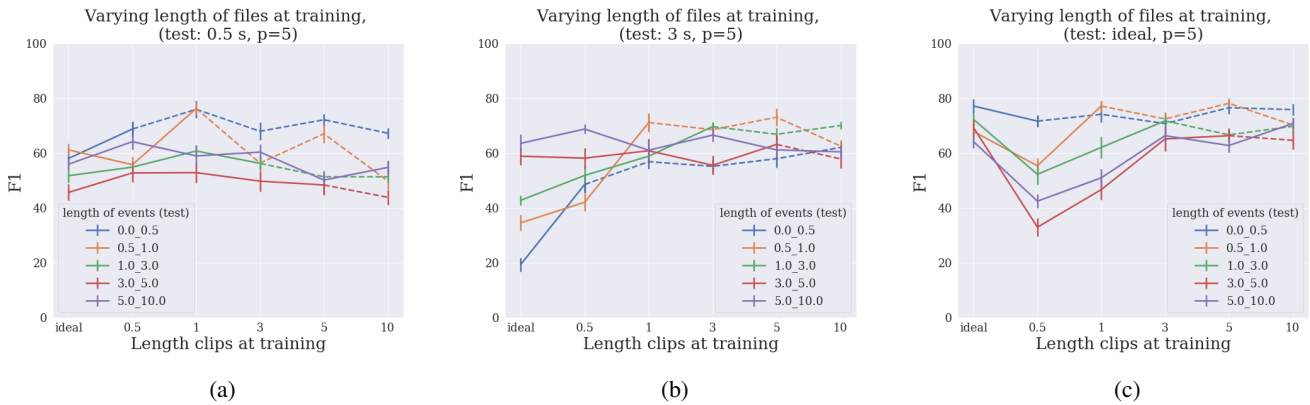 Varying length of files at training,
(test: 0.5 s, p=5)
100
80
60
40
20
0
F1
length of events (test)
0.0_0.5
0.5_1.0
1.0_3.0
3.0_5.0
5.0_10.0
ideal 0.5 1 3 5 10
Length clips at training
(a)
Varying length of files at training,
(test: 3 s, p=5)
100
80
60
40
20
0
F1
length of events (test)
0.0_0.5
0.5_1.0
1.0_3.0
3.0_5.0
5.0_10.0
ideal 0.5 1 3 5 10
Length clips at training
(b)
Varying length of files at training,
(test: ideal, p=5)
100
80
60
40
20
0
F1
length of events (test)
0.0_0.5
0.5_1.0
1.0_3.0
3.0_5.0
5.0_10.0
ideal 0.5 1 3 5 10
Length clips at training
(c)